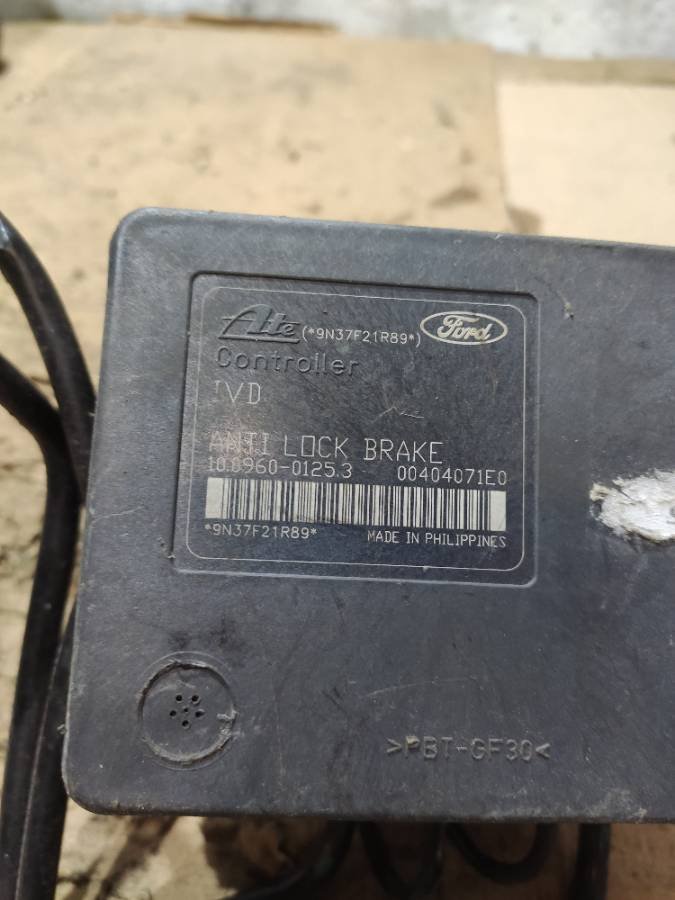 Ate (*9N37F21R89*) Ford
Controller
IVD
ANTI LOCK BRAKE
10.0960-0125.3 00404071E0
*9N37F21R89* MADE IN PHILIPPINES
>PBT-GF30<